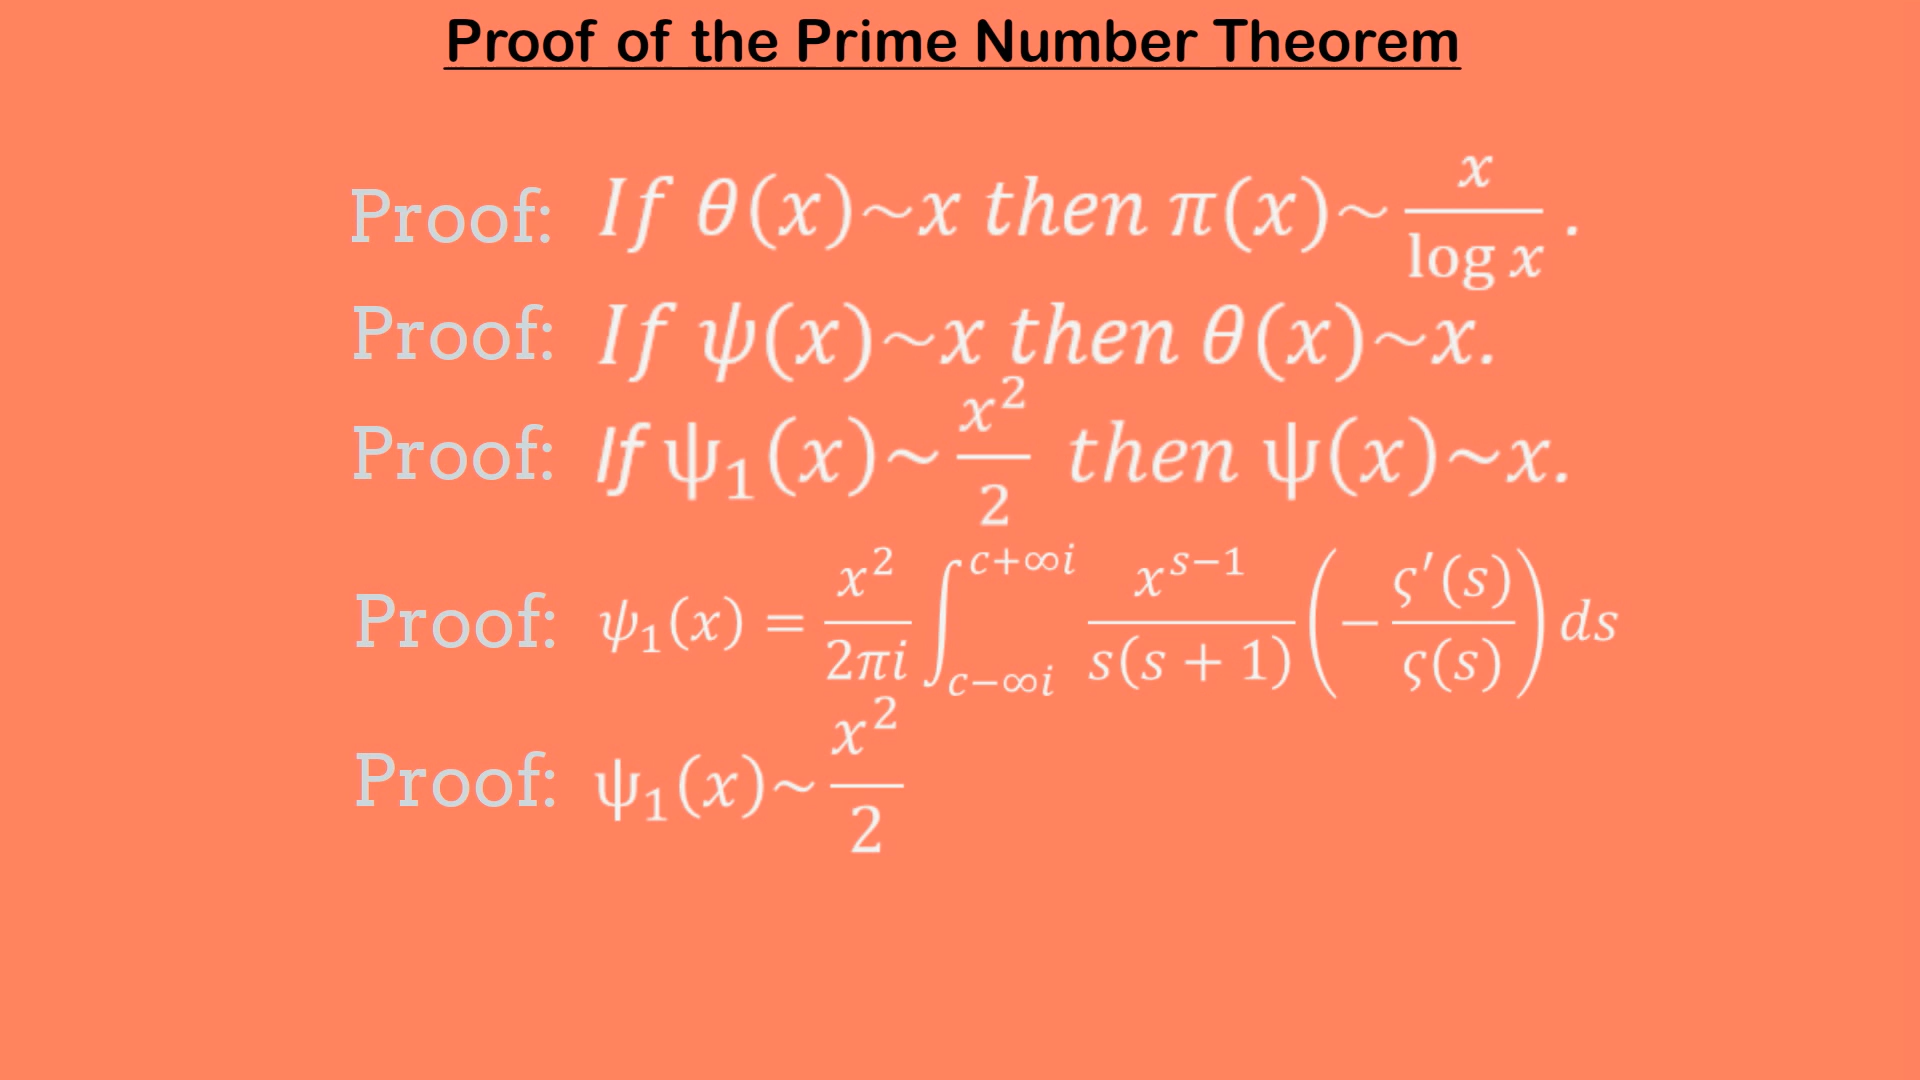 Proof of the Prime Number Theorem
Proof: If θ(x)~x then π(x)~ x/log x .
Proof: If ψ(x)~x then θ(x)~x.
Proof: If ψ₁(x)~ x²/2 then ψ(x)~x.
Proof: ψ₁(x) = x²/2πi ∫_{c−∞i}^{c+∞i} x^{s−1}/s(s + 1) (−ς′(s)/ς(s)) ds
Proof: ψ₁(x)~ x²/2